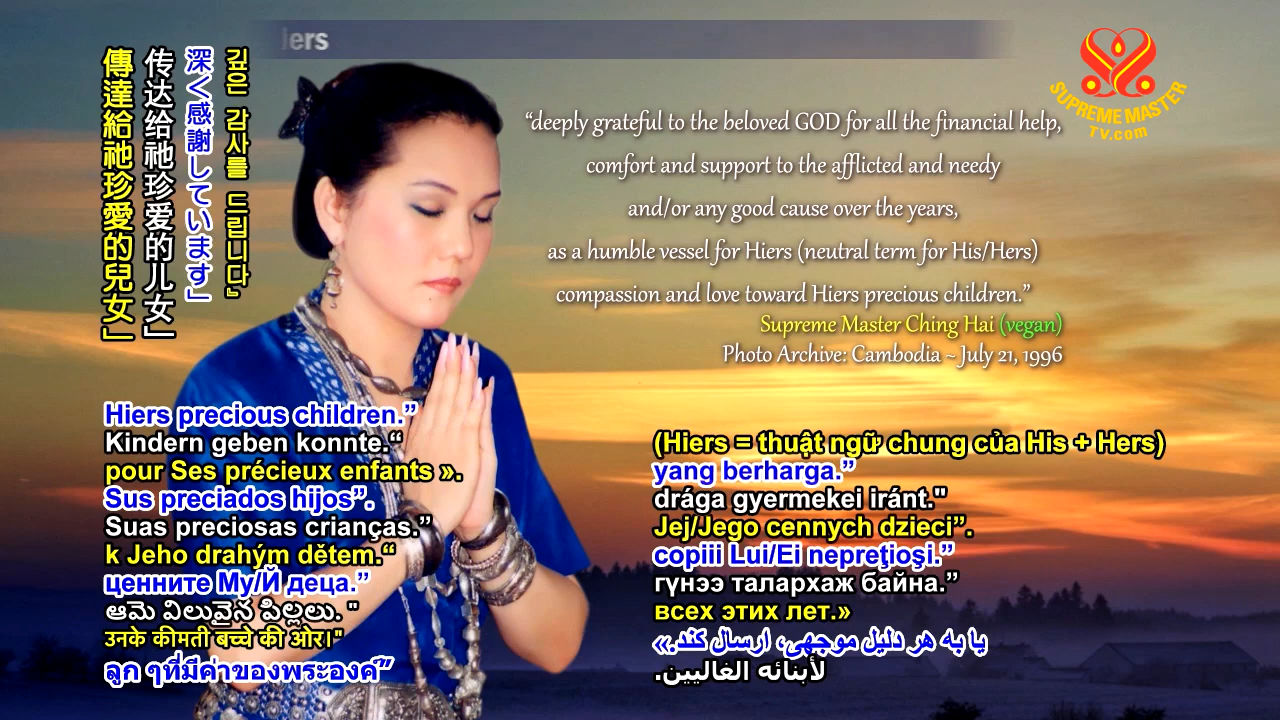 lers
깊은 감사를 드립니다』
深く感謝しています」
传达给祂珍爱的儿女」
傳達給祂珍愛的兒女」
SUPREME MASTER
TV.com
“deeply grateful to the beloved GOD for all the financial help,
comfort and support to the afflicted and needy
and/or any good cause over the years,
as a humble vessel for Hiers (neutral term for His/Hers)
compassion and love toward Hiers precious children.”
Supreme Master Ching Hai (vegan)
Photo Archive: Cambodia ~ July 21, 1996
Hiers precious children.”
Kindern geben konnte.“
pour Ses précieux enfants ».
Sus preciados hijos”.
Suas preciosas crianças.”
k Jeho drahým dětem.“
ценните Му/Й деца.”
ఆమె విలువైన పిల్లలు. "
उनके कीमती बच्चे की ओर।"
ลูก ๆที่มีค่าของพระองค์”
(Hiers = thuật ngữ chung của His + Hers)
yang berharga.”
drága gyermekei iránt."
Jej/Jego cennych dzieci”.
copiii Lui/Ei nepreţioşi.”
гүнээ талархаж байна.”
всех этих лет.»
یا به هر دلیل موجهی، ارسال کند.»
لأبنائه الغاليين.